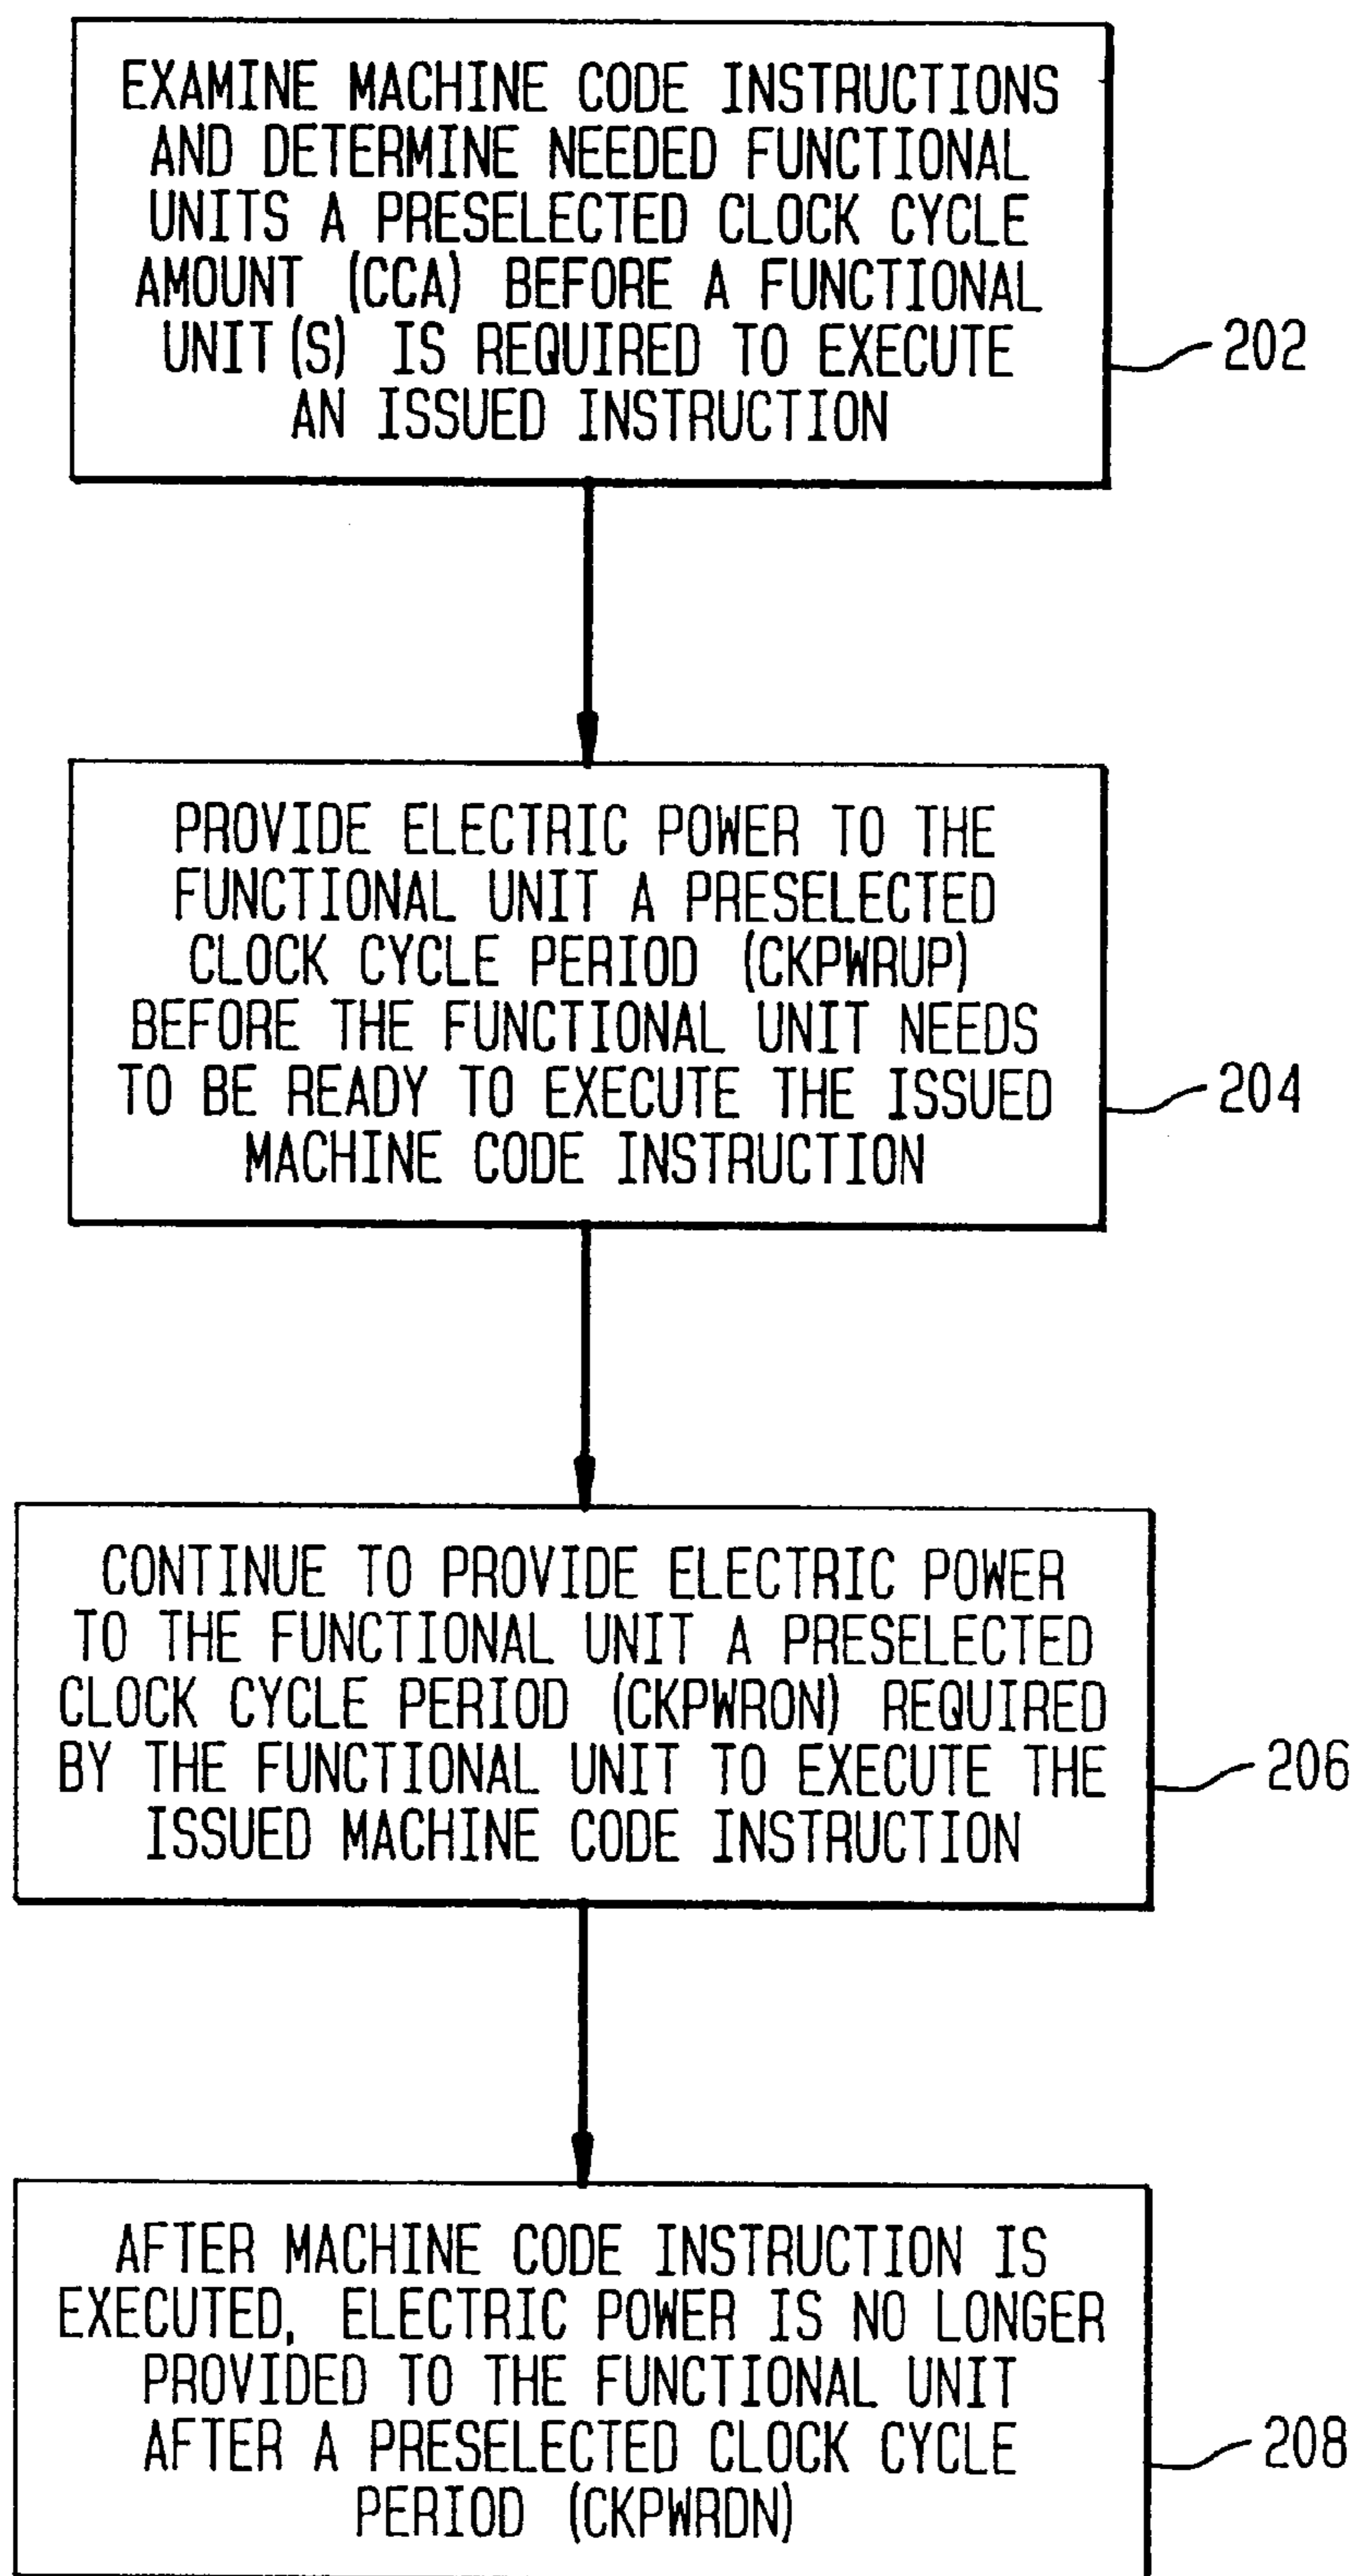 EXAMINE MACHINE CODE INSTRUCTIONS
AND DETERMINE NEEDED FUNCTIONAL
UNITS A PRESELECTED CLOCK CYCLE
AMOUNT (CCA) BEFORE A FUNCTIONAL
UNIT(S) IS REQUIRED TO EXECUTE
AN ISSUED INSTRUCTION
202
PROVIDE ELECTRIC POWER TO THE
FUNCTIONAL UNIT A PRESELECTED
CLOCK CYCLE PERIOD (CKPWRUP)
BEFORE THE FUNCTIONAL UNIT NEEDS
TO BE READY TO EXECUTE THE ISSUED
MACHINE CODE INSTRUCTION
204
CONTINUE TO PROVIDE ELECTRIC POWER
TO THE FUNCTIONAL UNIT A PRESELECTED
CLOCK CYCLE PERIOD (CKPWRON) REQUIRED
BY THE FUNCTIONAL UNIT TO EXECUTE THE
ISSUED MACHINE CODE INSTRUCTION
206
AFTER MACHINE CODE INSTRUCTION IS
EXECUTED, ELECTRIC POWER IS NO LONGER
PROVIDED TO THE FUNCTIONAL UNIT
AFTER A PRESELECTED CLOCK CYCLE
PERIOD (CKPWRDN)
208